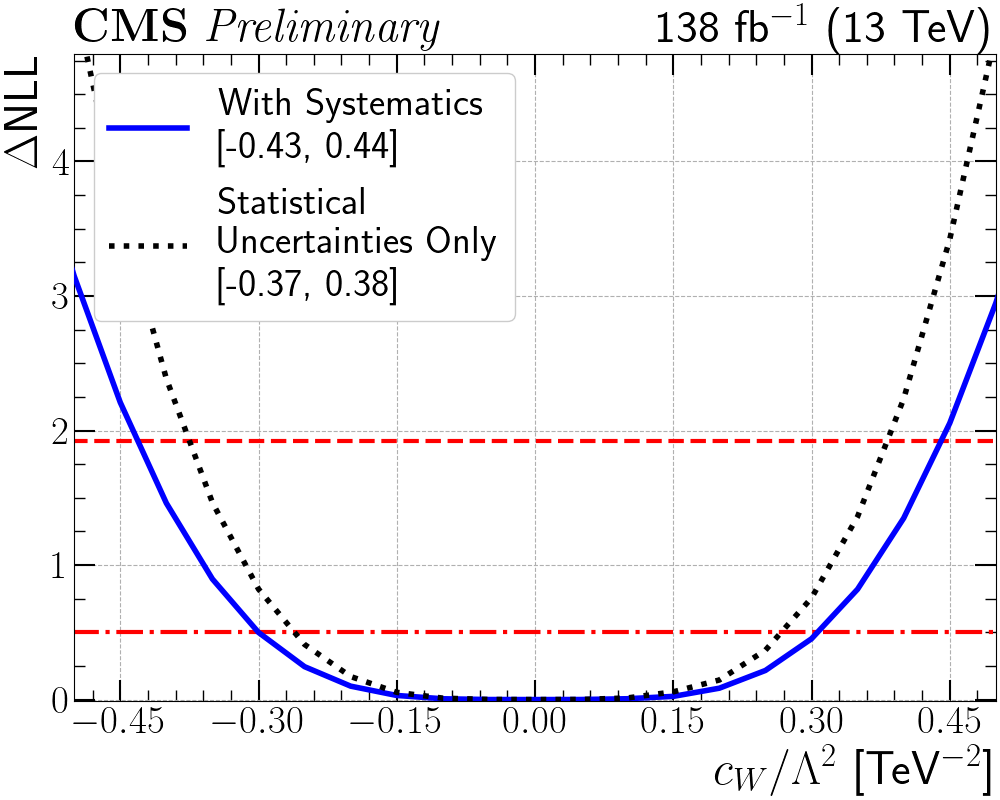 CMS Preliminary
138 fb⁻¹ (13 TeV)
ΔNLL
With Systematics
[-0.43, 0.44]
Statistical
Uncertainties Only
[-0.37, 0.38]
4
3
2
1
0
−0.45 −0.30 −0.15 0.00 0.15 0.30 0.45
c_W/Λ² [TeV⁻²]